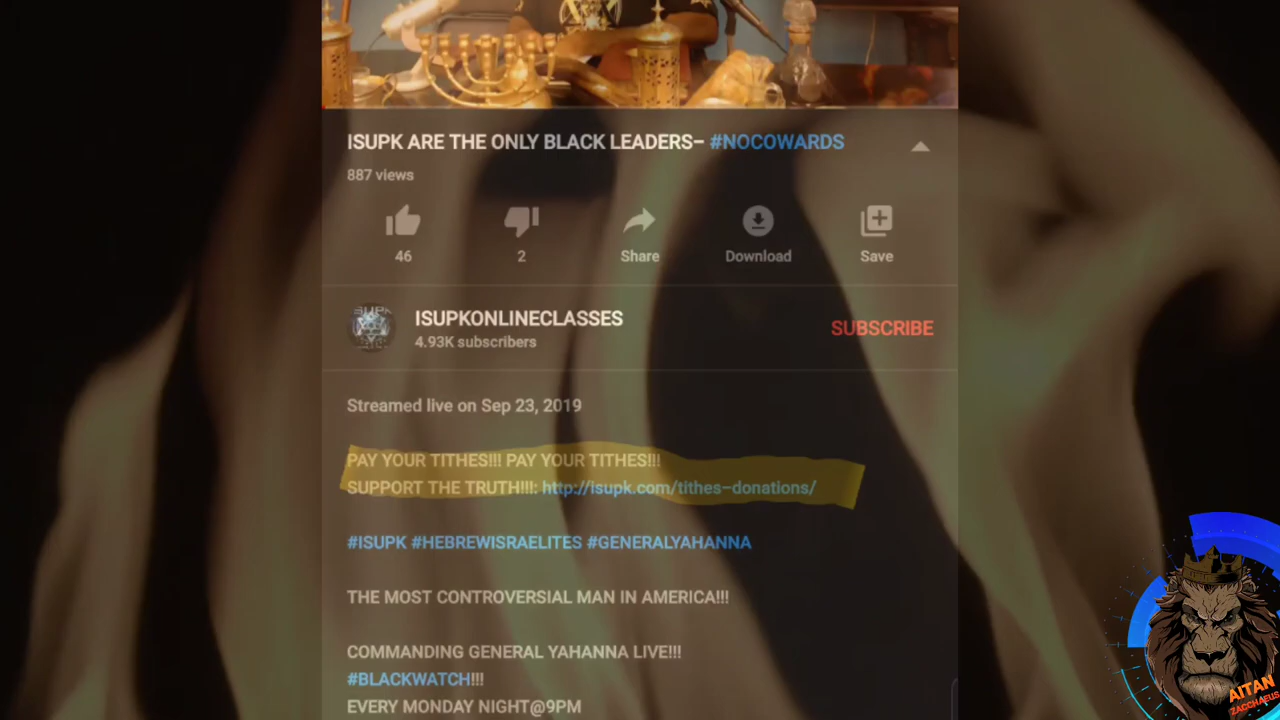 ISUPK ARE THE ONLY BLACK LEADERS– #NOCOWARDS
887 views
46
2
Share
Download
Save
ISUPK
ISUPKONLINECLASSES
4.93K subscribers
SUBSCRIBE
Streamed live on Sep 23, 2019
PAY YOUR TITHES!!! PAY YOUR TITHES!!!
SUPPORT THE TRUTH!!!: http://isupk.com/tithes-donations/
#ISUPK #HEBREWISRAELITES #GENERALYAHANNA
THE MOST CONTROVERSIAL MAN IN AMERICA!!!
COMMANDING GENERAL YAHANNA LIVE!!!
#BLACKWATCH!!!
EVERY MONDAY NIGHT@9PM
AITAN
ZACCHAEUS